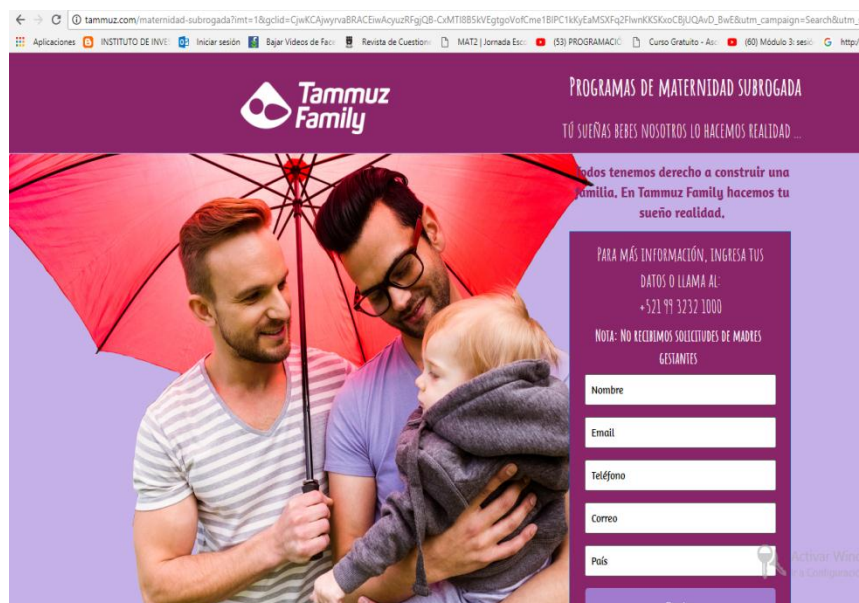 tammuz.com/maternidad-subrogada?imt=1&gclid=CjwKCAjwyrvaBRACEiwAcyuzRFgjQB-CxMTI8BSkVEgtgoVofCme1BlPC1kKyEaMSXFq2FlwnKKSKxoCBjUQAvD_BwE&utm_campaign=Search&utm_
Aplicaciones INSTITUTO DE INVE Iniciar sesión Bajar Videos de Face Revista de Cuestion MAT2 | Jornada Esc (53) PROGRAMACIÓ Curso Gratuito - As (60) Módulo 3: sesió http:/
Tammuz
Family
PROGRAMAS DE MATERNIDAD SUBROGADA
TÚ SUEÑAS BEBES NOSOTROS LO HACEMOS REALIDAD ...
Todos tenemos derecho a construir una
familia, En Tammuz Family hacemos tu
sueño realidad,
PARA MÁS INFORMACIÓN, INGRESA TUS
DATOS O LLAMA AL:
+521 99 3232 1000
NOTA: NO RECIBIMOS SOLICITUDES DE MADRES
GESTANTES
Nombre
Email
Teléfono
Correo
País
Activar Wind